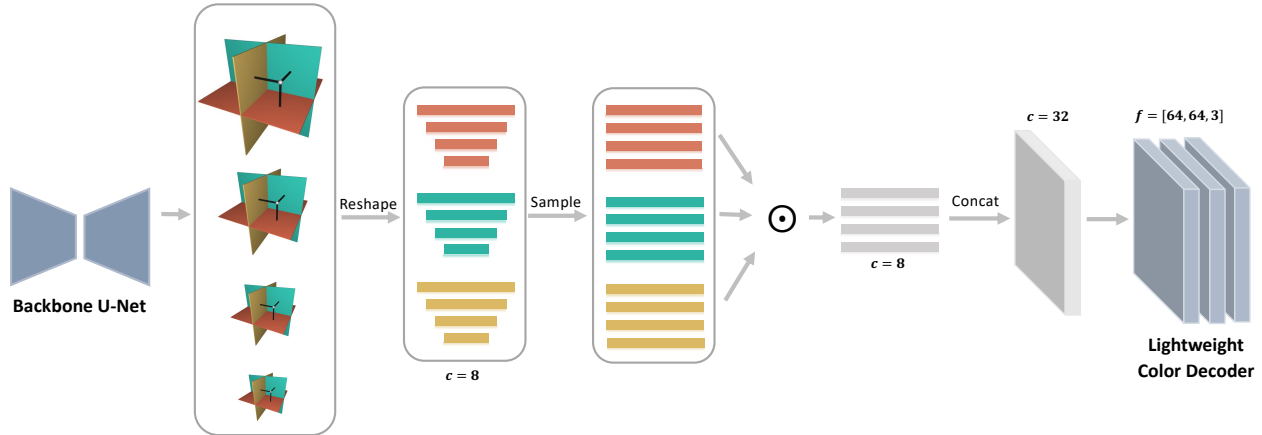 Backbone U-Net
Reshape
c = 8
Sample
c = 8
Concat
c = 32
f = [64, 64, 3]
Lightweight
Color Decoder